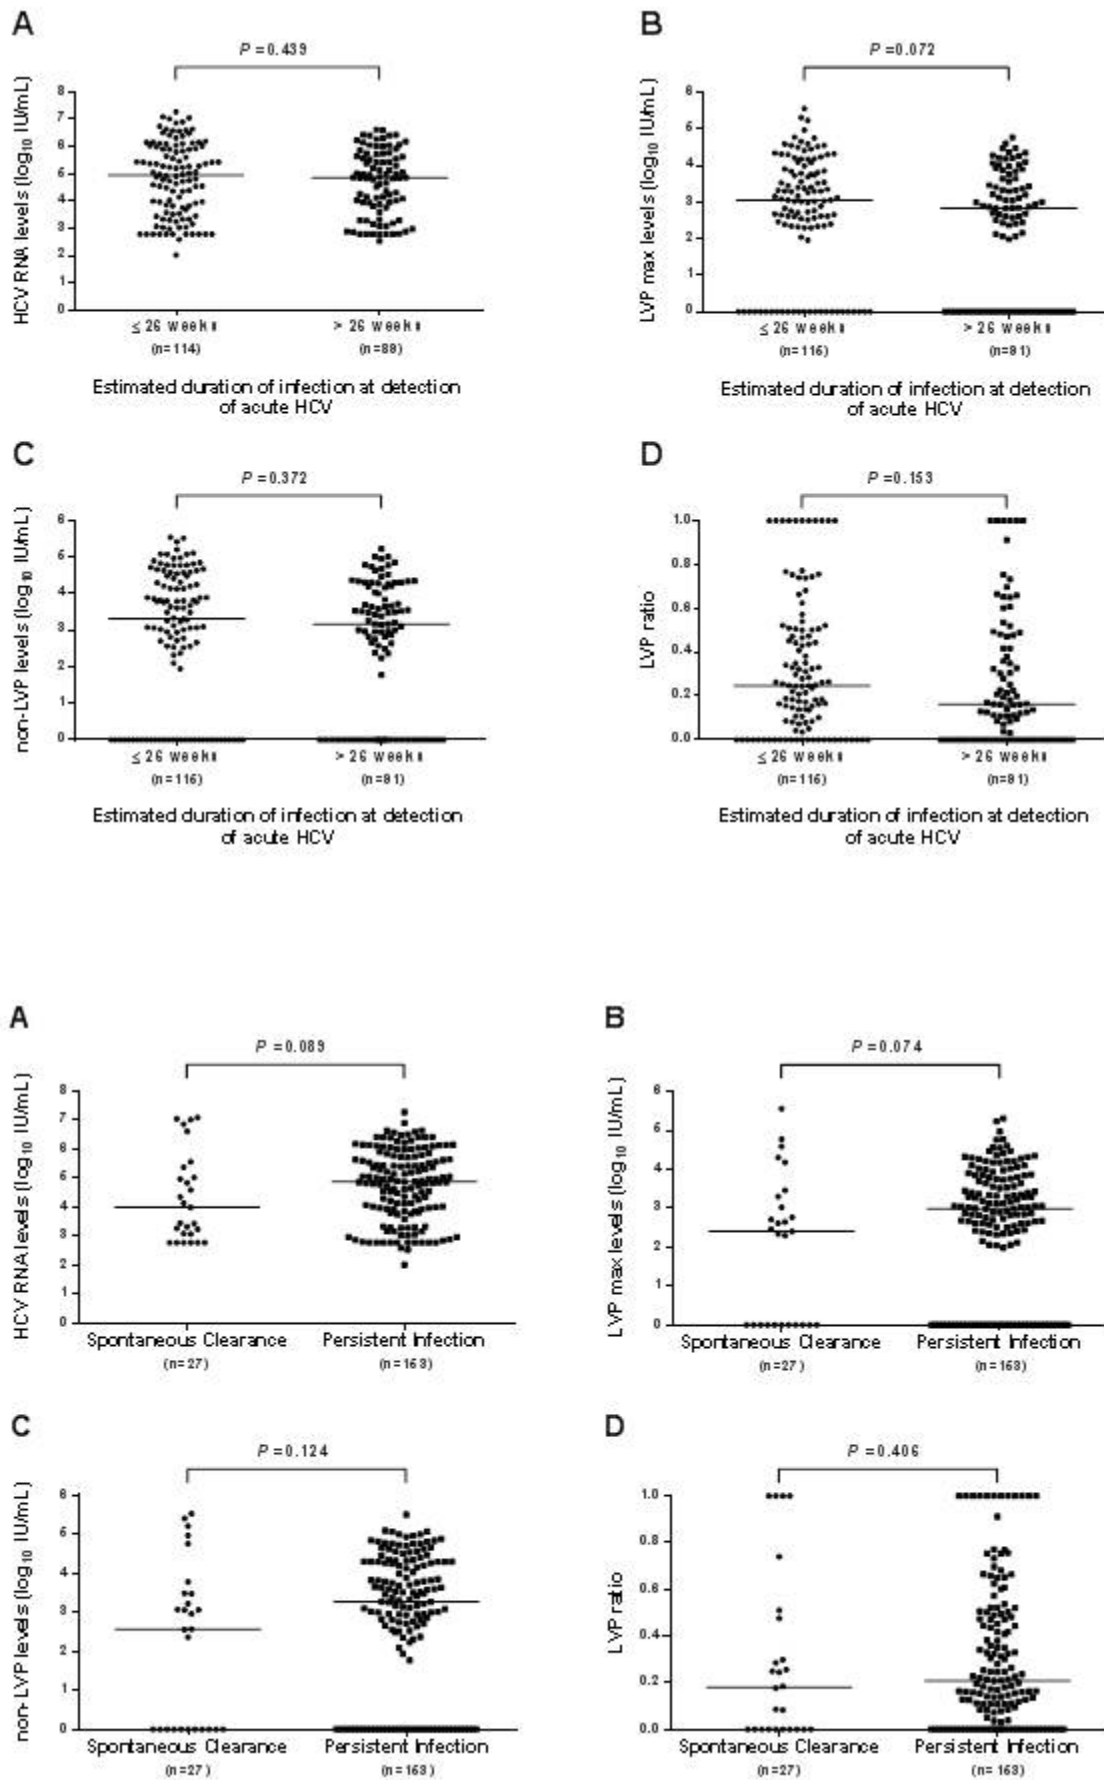 A
P =0.439
HCV RNA levels (log10 IU/mL)
8
7
6
5
4
3
2
1
0
≤ 26 weeks
> 26 weeks
(n=114)
Estimated duration of infection at detection
of acute HCV
B
P =0.072
LVP max levels (log10 IU/mL)
6
5
4
3
2
1
0
≤ 26 weeks
> 26 weeks
(n=116)
(n=81)
Estimated duration of infection at detection
of acute HCV
C
P =0.372
non-LVP levels (log10 IU/mL)
6
5
4
3
2
1
0
≤ 26 weeks
> 26 weeks
(n=116)
(n=81)
Estimated duration of infection at detection
of acute HCV
D
P =0.153
LVP ratio
1.0
0.8
0.6
0.4
0.2
0.0
≤ 26 weeks
> 26 weeks
(n=116)
(n=81)
Estimated duration of infection at detection
of acute HCV
A
P =0.089
HCV RNA levels (log10 IU/mL)
8
7
6
5
4
3
2
1
0
Spontaneous Clearance
Persistent Infection
(n=27)
(n=163)
B
P =0.074
LVP max levels (log10 IU/mL)
6
5
4
3
2
1
0
Spontaneous Clearance
Persistent Infection
(n=27)
(n=163)
C
P =0.124
non-LVP levels (log10 IU/mL)
6
5
4
3
2
1
0
Spontaneous Clearance
Persistent Infection
(n=27)
(n=163)
D
P =0.406
LVP ratio
1.0
0.8
0.6
0.4
0.2
0.0
Spontaneous Clearance
Persistent Infection
(n=27)
(n=163)